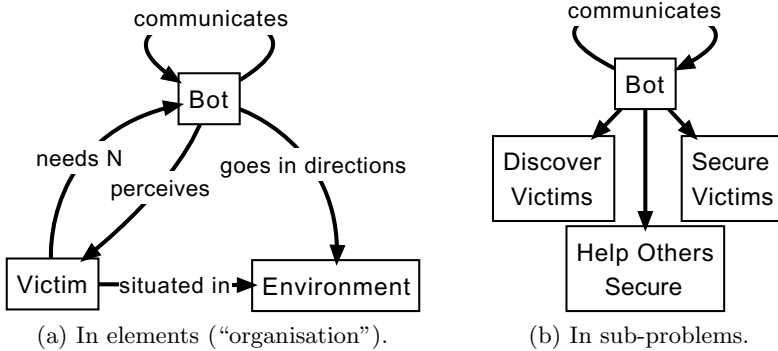 communicates
Bot
needs N
perceives
goes in directions
Victim
situated in
Environment
(a) In elements (“organisation”).
communicates
Bot
Discover
Victims
Secure
Victims
Help Others
Secure
(b) In sub-problems.